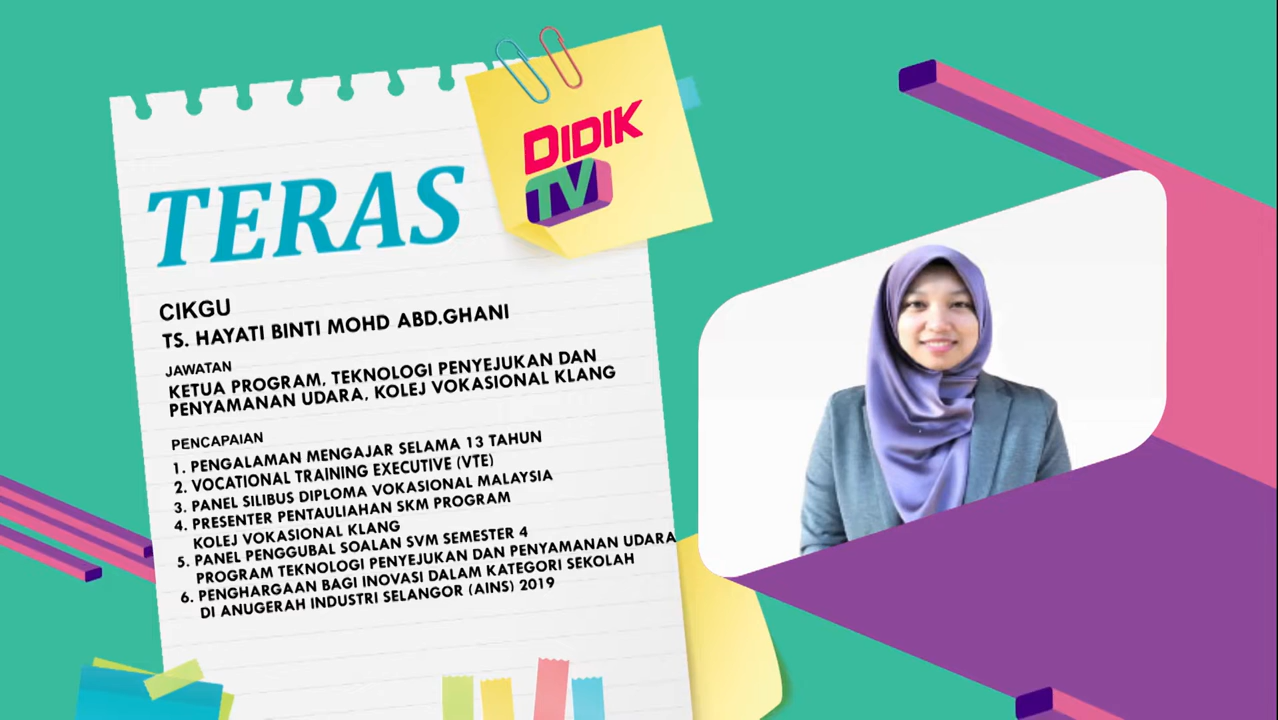 DIDIK
TV
TERAS
CIKGU
TS. HAYATI BINTI MOHD ABD.GHANI
JAWATAN
KETUA PROGRAM, TEKNOLOGI PENYEJUKAN DAN
PENYAMANAN UDARA, KOLEJ VOKASIONAL KLANG
PENCAPAIAN
1. PENGALAMAN MENGAJAR SELAMA 13 TAHUN
2. VOCATIONAL TRAINING EXECUTIVE (VTE)
3. PANEL SILIBUS DIPLOMA VOKASIONAL MALAYSIA
4. PRESENTER PENTAULIAHAN SKM PROGRAM
KOLEJ VOKASIONAL KLANG
5. PANEL PENGGUBAL SOALAN SVM SEMESTER 4
PROGRAM TEKNOLOGI PENYEJUKAN DAN PENYAMANAN UDARA
6. PENGHARGAAN BAGI INOVASI DALAM KATEGORI SEKOLAH
DI ANUGERAH INDUSTRI SELANGOR (AINS) 2019